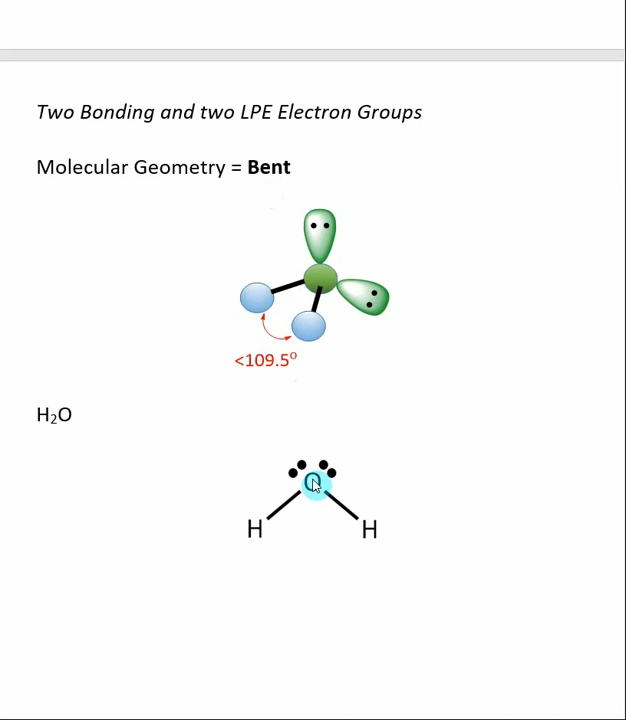 Two Bonding and two LPE Electron Groups
Molecular Geometry = Bent
<109.5°
H₂O
O
H H